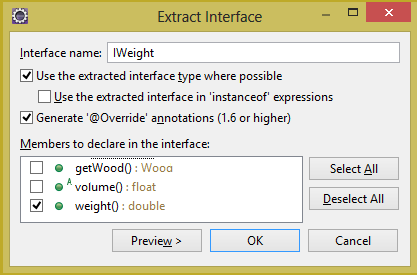 Extract Interface
Interface name: IWeight
Use the extracted interface type where possible
Use the extracted interface in 'instanceof' expressions
Generate '@Override' annotations (1.6 or higher)
Members to declare in the interface:
getWood() : Wood
Select All
A volume() : float
Deselect All
weight() : double
Preview >
OK
Cancel